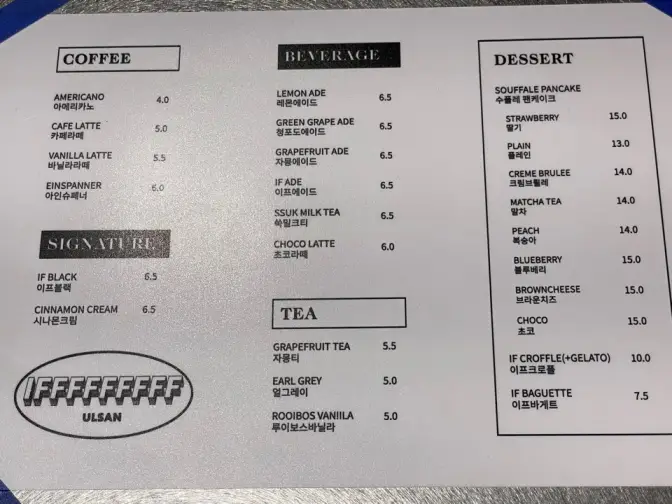 COFFEE
AMERICANO 4.0
아메리카노
CAFE LATTE 5.0
카페라떼
VANILLA LATTE 5.5
바닐라라떼
EINSPANNER 6.0
아인슈페너
SIGNATURE
IF BLACK 6.5
이프블랙
CINNAMON CREAM 6.5
시나몬크림
IFFFFFFFFF
ULSAN
BEVERAGE
LEMON ADE 6.5
레몬에이드
GREEN GRAPE ADE 6.5
청포도에이드
GRAPEFRUIT ADE 6.5
자몽에이드
IF ADE 6.5
이프에이드
SSUK MILK TEA 6.5
쑥밀크티
CHOCO LATTE 6.0
초코라떼
TEA
GRAPEFRUIT TEA 5.5
자몽티
EARL GREY 5.0
얼그레이
ROOIBOS VANIILA 5.0
루이보스바닐라
DESSERT
SOUFFALE PANCAKE
수플레 팬케이크
STRAWBERRY 15.0
딸기
PLAIN 13.0
플레인
CREME BRULEE 14.0
크림브륄레
MATCHA TEA 14.0
말차
PEACH 14.0
복숭아
BLUEBERRY 15.0
블루베리
BROWNCHEESE 15.0
브라운치즈
CHOCO 15.0
초코
IF CROFFLE(+GELATO) 10.0
이프크로플
IF BAGUETTE 7.5
이프바게트